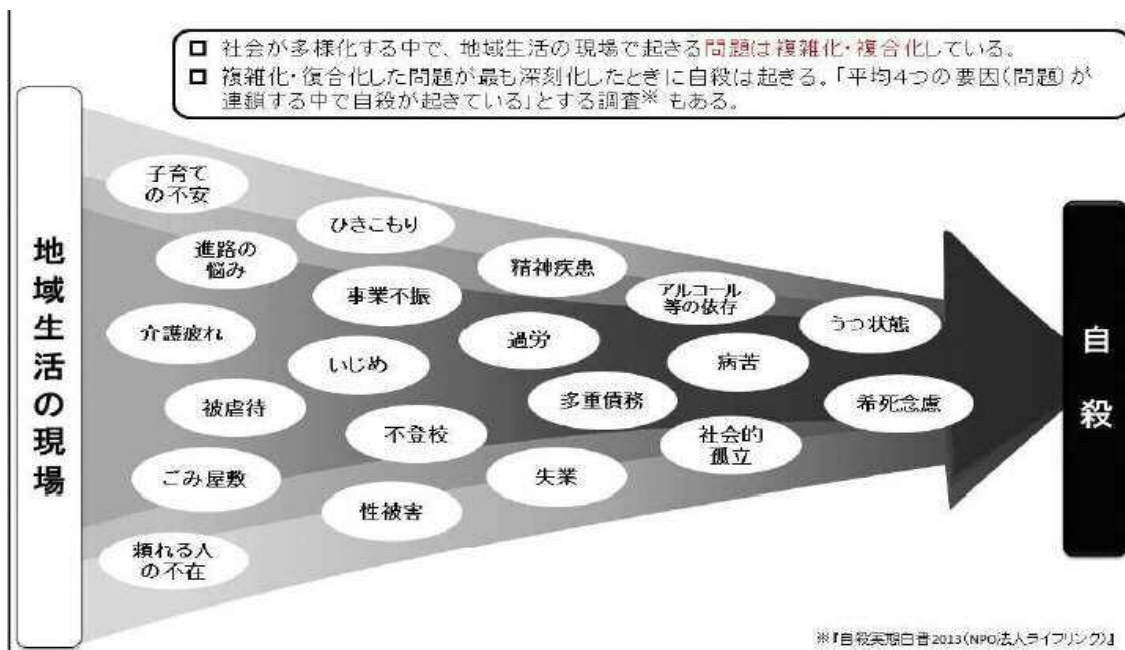 □ 社会が多様化する中で、地域生活の現場で起きる問題は複雑化・複合化している。
□ 複雑化・復合化した問題が最も深刻化したときに自殺は起きる。「平均4つの要因(問題)が
連鎖する中で自殺が起きている」とする調査※ もある。
地域生活の現場
子育て
の不安
ひきこもり
進路の
悩み
精神疾患
事業不振
アルコール
等の依存
介護疲れ
うつ状態
過労
いじめ
病苦
被虐待
多重債務
希死念慮
不登校
社会的
孤立
ごみ屋敷
失業
性被害
頼れる人
の不在
自殺
※『自殺実態白書2013(NPO法人ライフリンク)』